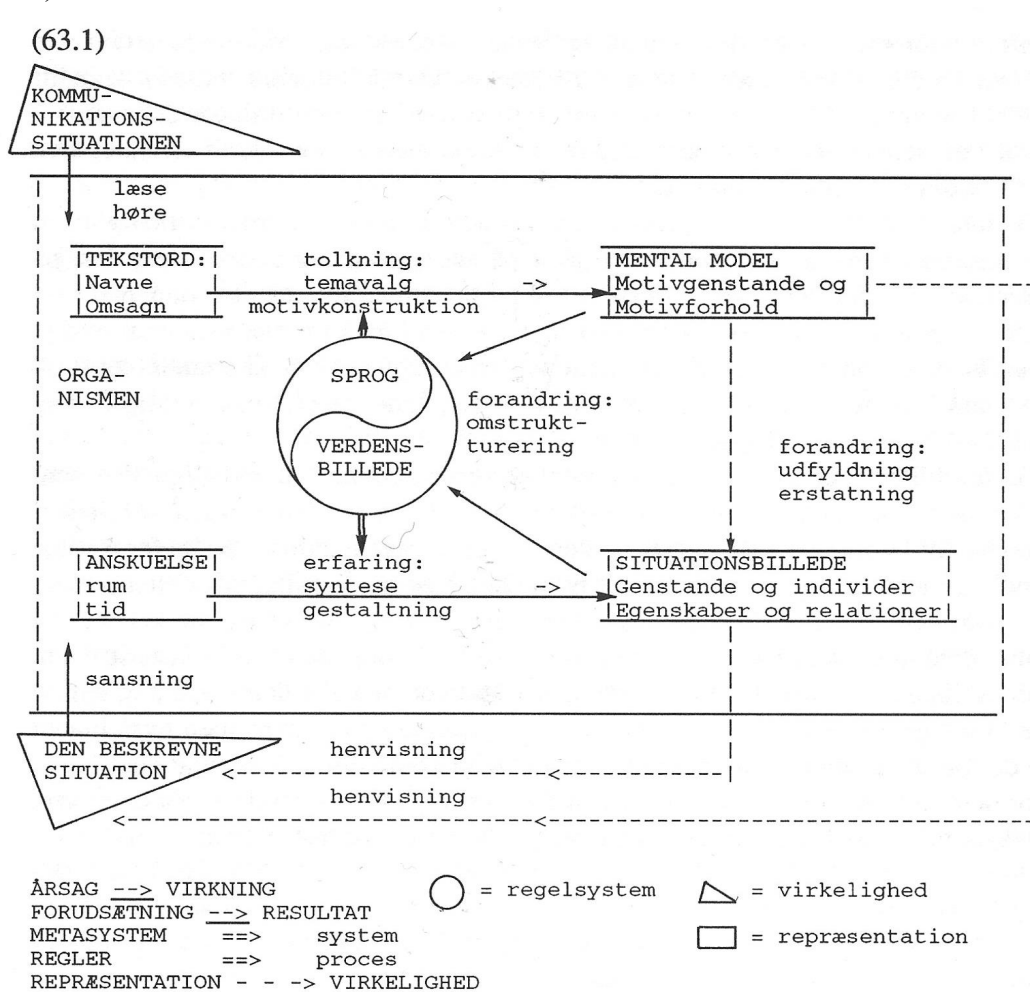 (63.1)
KOMMU-
NIKATIONS-
SITUATIONEN
læse
høre
TEKSTORD:
Navne
Omsagn
tolkning:
temavalg ->
motivkonstruktion
MENTAL MODEL
Motivgenstande og
Motivforhold
ORGA-
NISMEN
SPROG
VERDENS-
BILLEDE
forandring:
omstrukt-
turering
forandring:
udfyldning
erstatning
ANSKUELSE
rum
tid
erfaring:
syntese ->
gestaltning
SITUATIONSBILLEDE
Genstande og individer
Egenskaber og relationer
sansning
DEN BESKREVNE
SITUATION
henvisning
henvisning
ÅRSAG --> VIRKNING
FORUDSÆTNING --> RESULTAT
METASYSTEM ==> system
REGLER ==> proces
REPRÆSENTATION - - -> VIRKELIGHED
= regelsystem
= virkelighed
= repræsentation